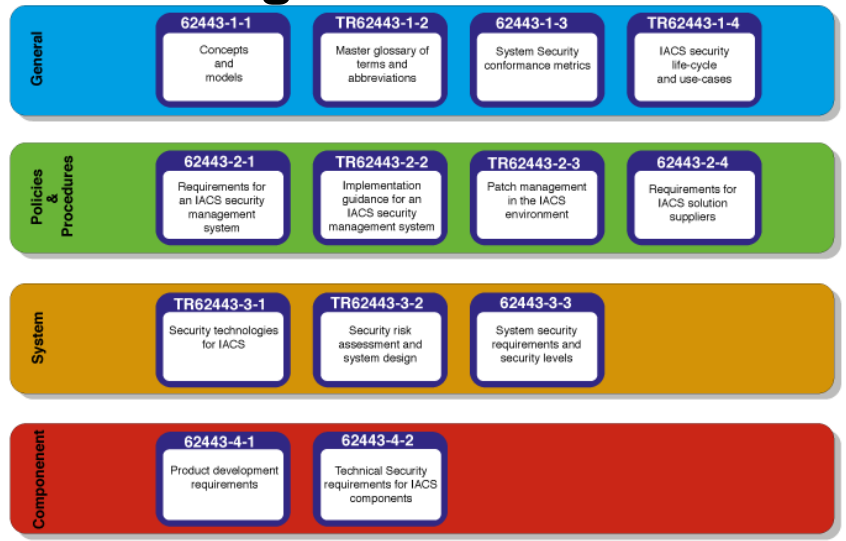 General
62443-1-1
Concepts
and
models
TR62443-1-2
Master glossary of
terms and
abbreviations
62443-1-3
System Security
conformance metrics
TR62443-1-4
IACS security
life-cycle
and use-cases
Policies
&
Procedures
62443-2-1
Requirements for
an IACS security
management
system
TR62443-2-2
Implementation
guidance for an
IACS security
management system
TR62443-2-3
Patch management
in the IACS
environment
62443-2-4
Requirements for
IACS solution
suppliers
System
TR62443-3-1
Security technologies
for IACS
TR62443-3-2
Security risk
assessment and
system design
62443-3-3
System security
requirements and
security levels
Componenent
62443-4-1
Product development
requirements
62443-4-2
Technical Security
requirements for IACS
components